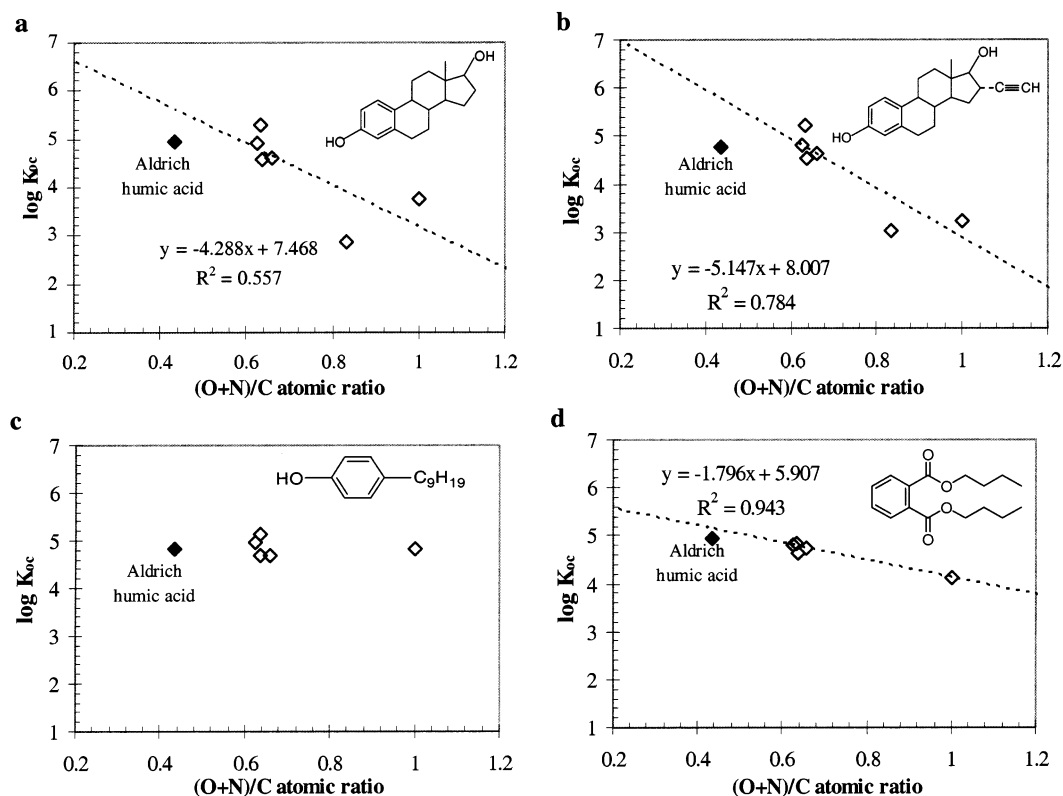 a
7
6
5
4
3
2
1
log Koc
OH
HO
Aldrich
humic acid
y = -4.288x + 7.468
R² = 0.557
0.2 0.4 0.6 0.8 1 1.2
(O+N)/C atomic ratio
b
7
6
5
4
3
2
1
log Koc
OH
C≡CH
HO
Aldrich
humic acid
y = -5.147x + 8.007
R² = 0.784
0.2 0.4 0.6 0.8 1 1.2
(O+N)/C atomic ratio
c
7
6
5
4
3
2
1
log Koc
HO
C₉H₁₉
Aldrich
humic acid
0.2 0.4 0.6 0.8 1 1.2
(O+N)/C atomic ratio
d
7
6
5
4
3
2
1
log Koc
y = -1.796x + 5.907
R² = 0.943
O
O
O
O
Aldrich
humic acid
0.2 0.4 0.6 0.8 1 1.2
(O+N)/C atomic ratio